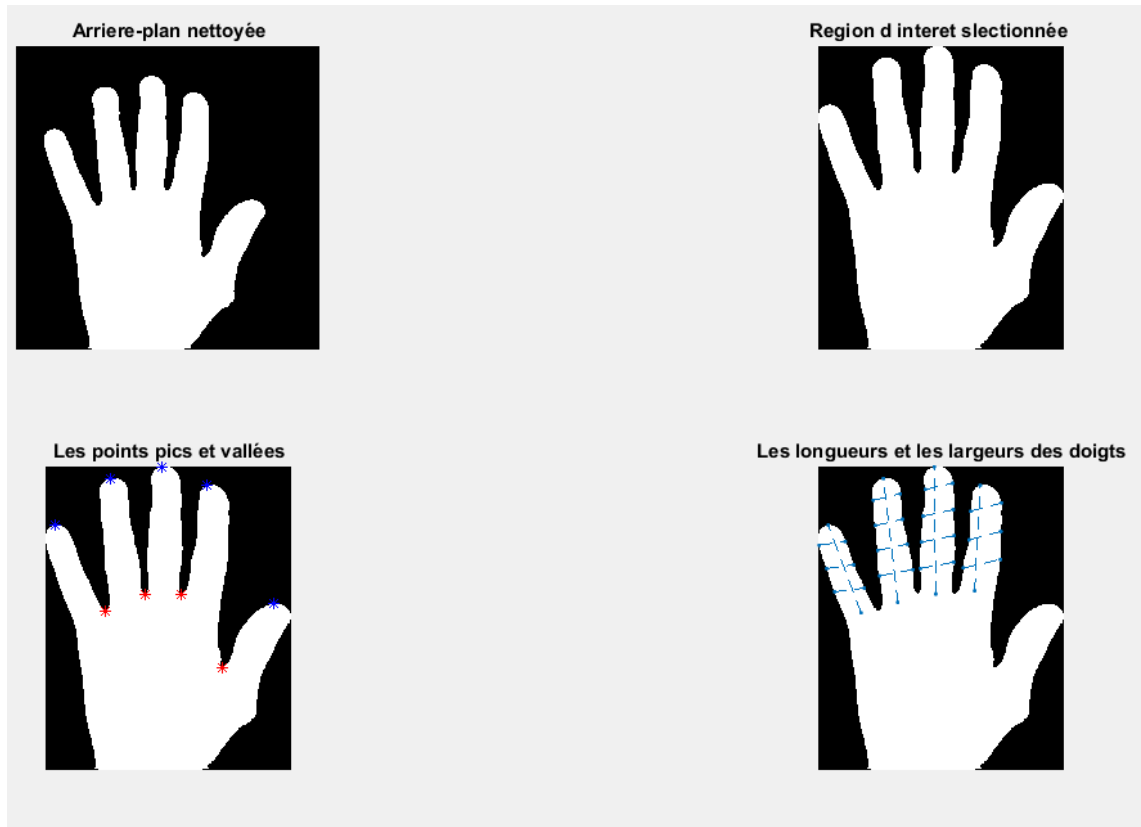 Arriere-plan nettoyée
Region d interet slectionnée
Les points pics et vallées
Les longueurs et les largeurs des doigts